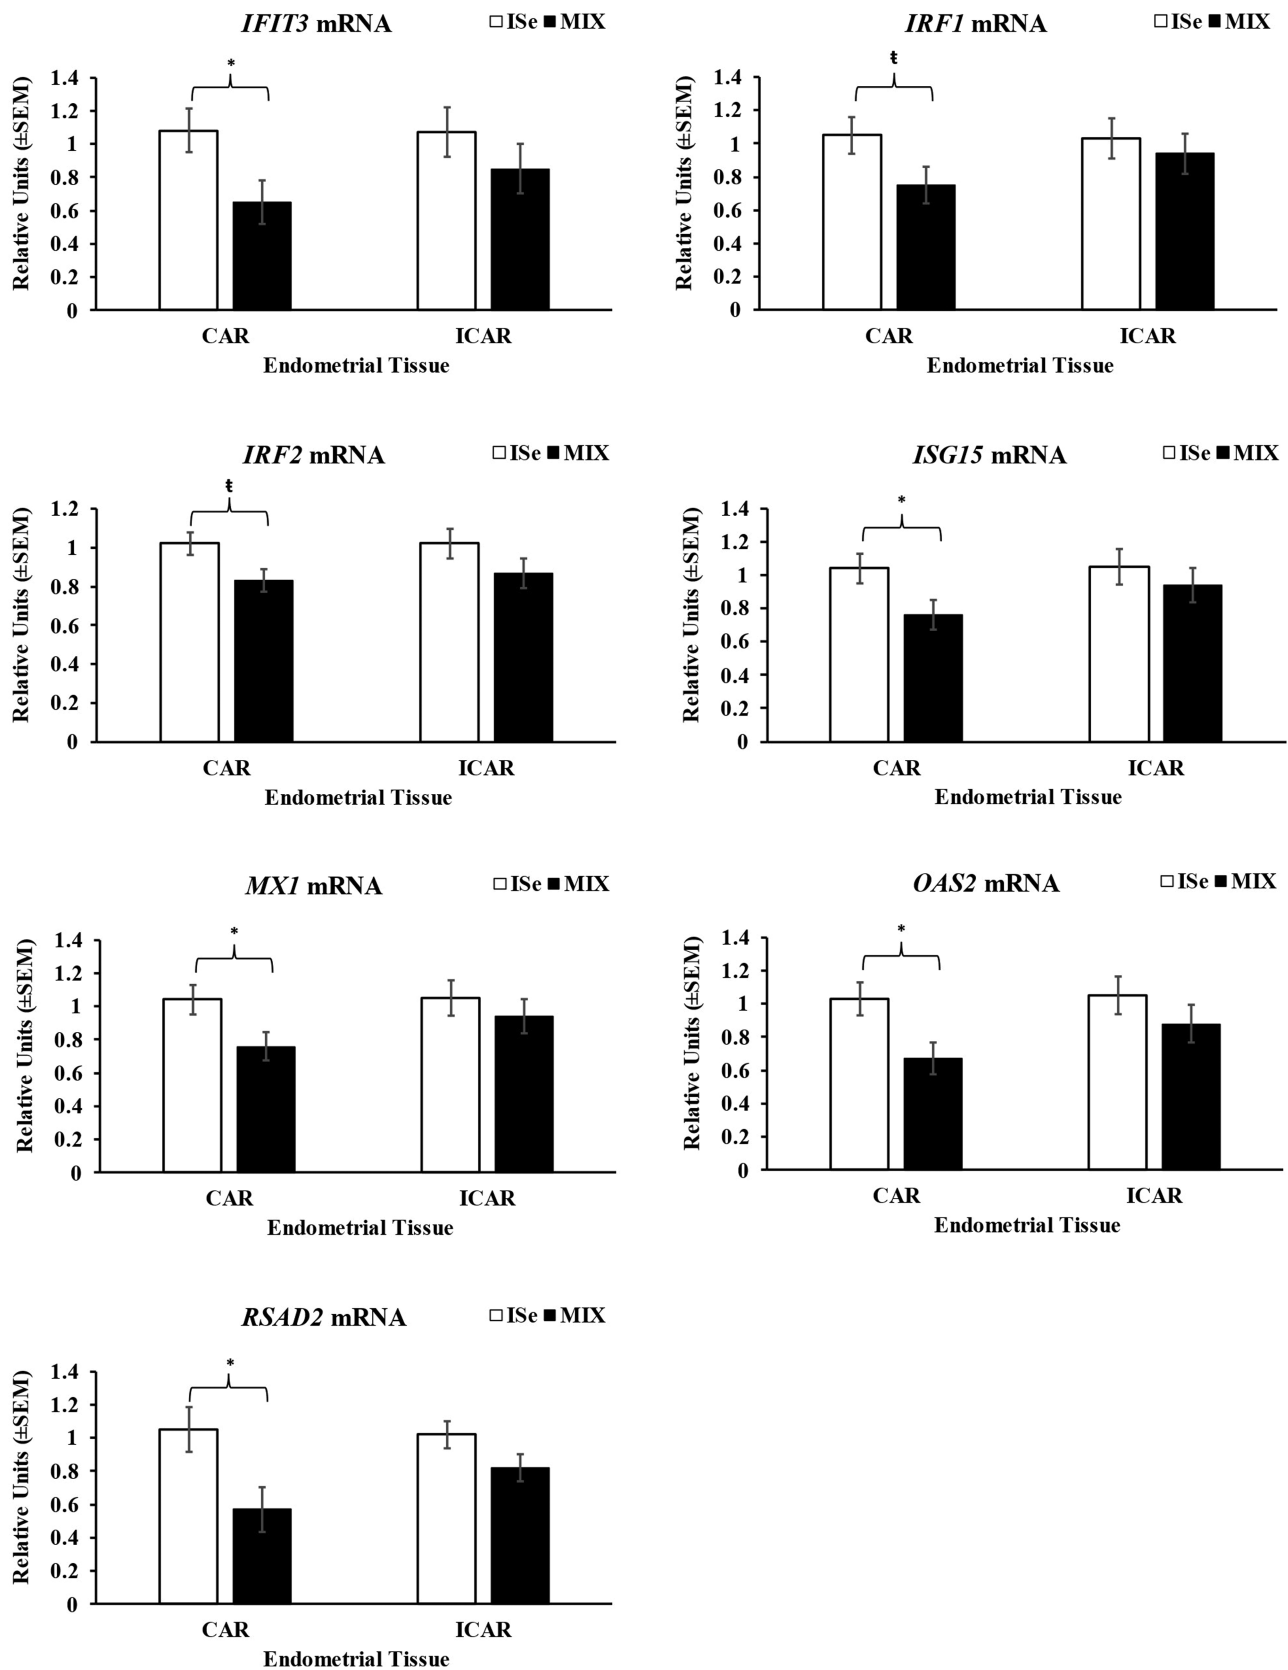 IFIT3 mRNA
ISe MIX
*
Relative Units (±SEM)
1.4
1.2
1
0.8
0.6
0.4
0.2
0
CAR ICAR
Endometrial Tissue
IRF1 mRNA
ISe MIX
ŧ
Relative Units (±SEM)
1.4
1.2
1
0.8
0.6
0.4
0.2
0
CAR ICAR
Endometrial Tissue
IRF2 mRNA
ISe MIX
ŧ
Relative Units (±SEM)
1.2
1
0.8
0.6
0.4
0.2
0
CAR ICAR
Endometrial Tissue
ISG15 mRNA
ISe MIX
*
Relative Units (±SEM)
1.4
1.2
1
0.8
0.6
0.4
0.2
0
CAR ICAR
Endometrial Tissue
MX1 mRNA
ISe MIX
*
Relative Units (±SEM)
1.4
1.2
1
0.8
0.6
0.4
0.2
0
CAR ICAR
Endometrial Tissue
OAS2 mRNA
ISe MIX
*
Relative Units (±SEM)
1.4
1.2
1
0.8
0.6
0.4
0.2
0
CAR ICAR
Endometrial Tissue
RSAD2 mRNA
ISe MIX
*
Relative Units (±SEM)
1.4
1.2
1
0.8
0.6
0.4
0.2
0
CAR ICAR
Endometrial Tissue